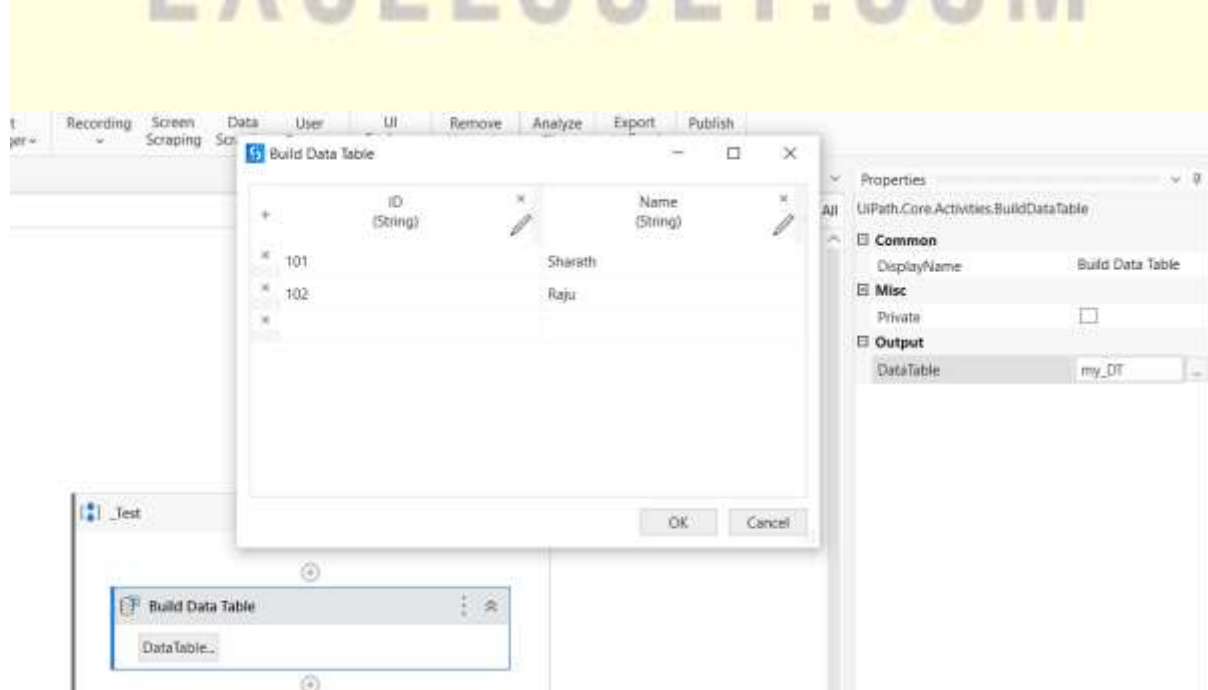 Recording Screen Data User UI Remove Analyze Export Publish
Scraping
Build Data Table
Properties
ID Name
(String) (String)
All UiPath.Core.Activities.BuildDataTable
Common
101 Sharath
DisplayName Build Data Table
102 Raju
Misc
Private
Output
DataTable my_DT ...
_Test
OK Cancel
Build Data Table
DataTable...